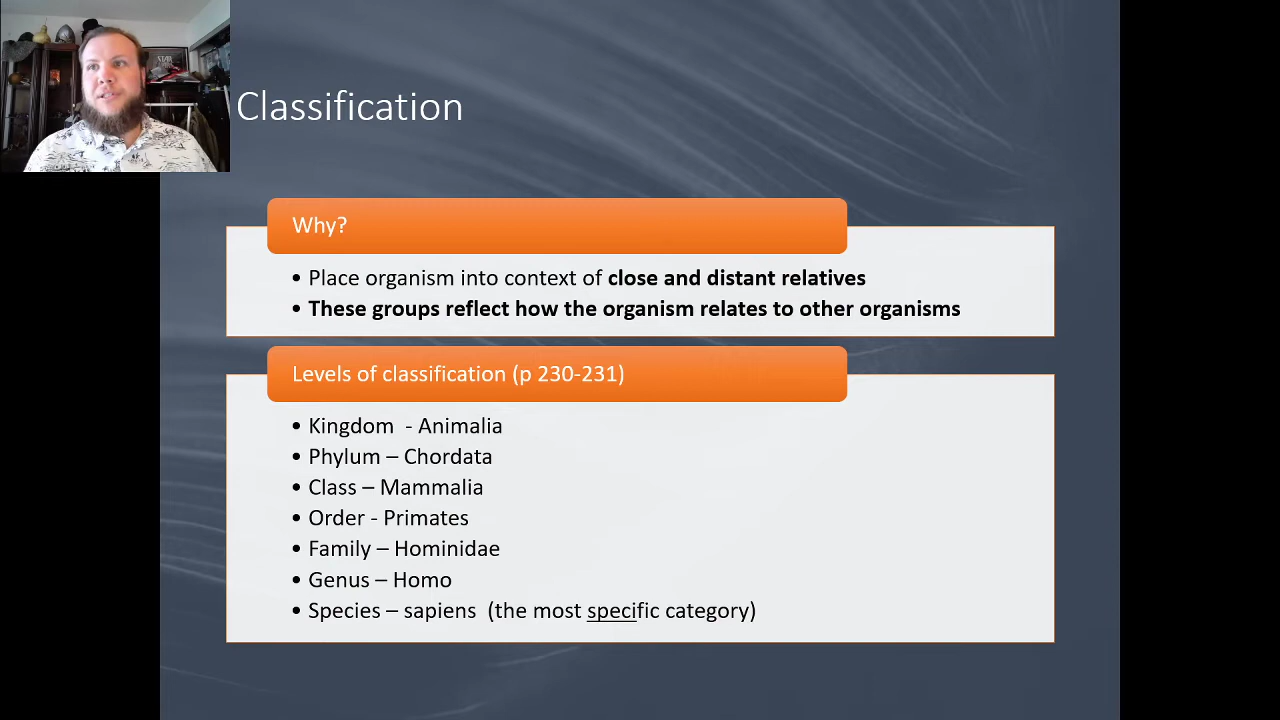 STAR
Classification
Why?
• Place organism into context of close and distant relatives
• These groups reflect how the organism relates to other organisms
Levels of classification (p 230-231)
• Kingdom  - Animalia
• Phylum – Chordata
• Class – Mammalia
• Order - Primates
• Family – Hominidae
• Genus – Homo
• Species – sapiens  (the most specific category)